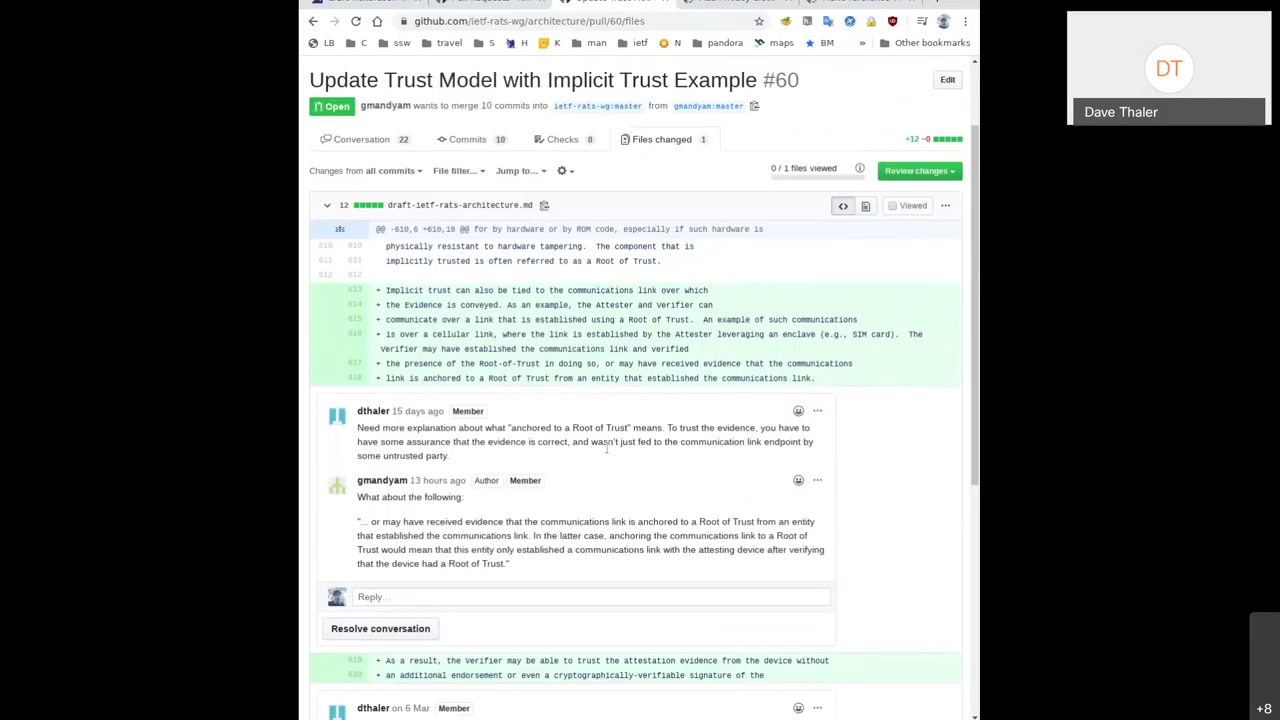 github.com/ietf-rats-wg/architecture/pull/60/files
LB C ssw travel S H K man ietf N pandora maps BM » Other bookmarks
Update Trust Model with Implicit Trust Example #60
Edit
Open gmandyam wants to merge 10 commits into ietf-rats-wg:master from gmandyam:master
Conversation 22 Commits 10 Checks 0 Files changed 1 +12 −0
Changes from all commits File filter... Jump to... 0 / 1 files viewed Review changes
12 draft-ietf-rats-architecture.md Viewed
@@ -610,6 +610,18 @@ for by hardware or by ROM code, especially if such hardware is
610 610 physically resistant to hardware tampering. The component that is
611 611 implicitly trusted is often referred to as a Root of Trust.
612 612
613 + Implicit trust can also be tied to the communications link over which
614 + the Evidence is conveyed. As an example, the Attester and Verifier can
615 + communicate over a link that is established using a Root of Trust. An example of such communications
616 + is over a cellular link, where the link is established by the Attester leveraging an enclave (e.g., SIM card). The
Verifier may have established the communications link and verified
617 + the presence of the Root-of-Trust in doing so, or may have received evidence that the communications
618 + link is anchored to a Root of Trust from an entity that established the communications link.
dthaler 15 days ago Member
Need more explanation about what "anchored to a Root of Trust" means. To trust the evidence, you have to
have some assurance that the evidence is correct, and wasn't just fed to the communication link endpoint by
some untrusted party.
gmandyam 13 hours ago Author Member
What about the following:
"... or may have received evidence that the communications link is anchored to a Root of Trust from an entity
that established the communications link. In the latter case, anchoring the communications link to a Root of
Trust would mean that this entity only established a communications link with the attesting device after verifying
that the device had a Root of Trust."
Reply...
Resolve conversation
619 + As a result, the Verifier may be able to trust the attestation evidence from the device without
620 + an additional endorsement or even a cryptographically-verifiable signature of the
dthaler on 6 Mar Member
DT
Dave Thaler
+8